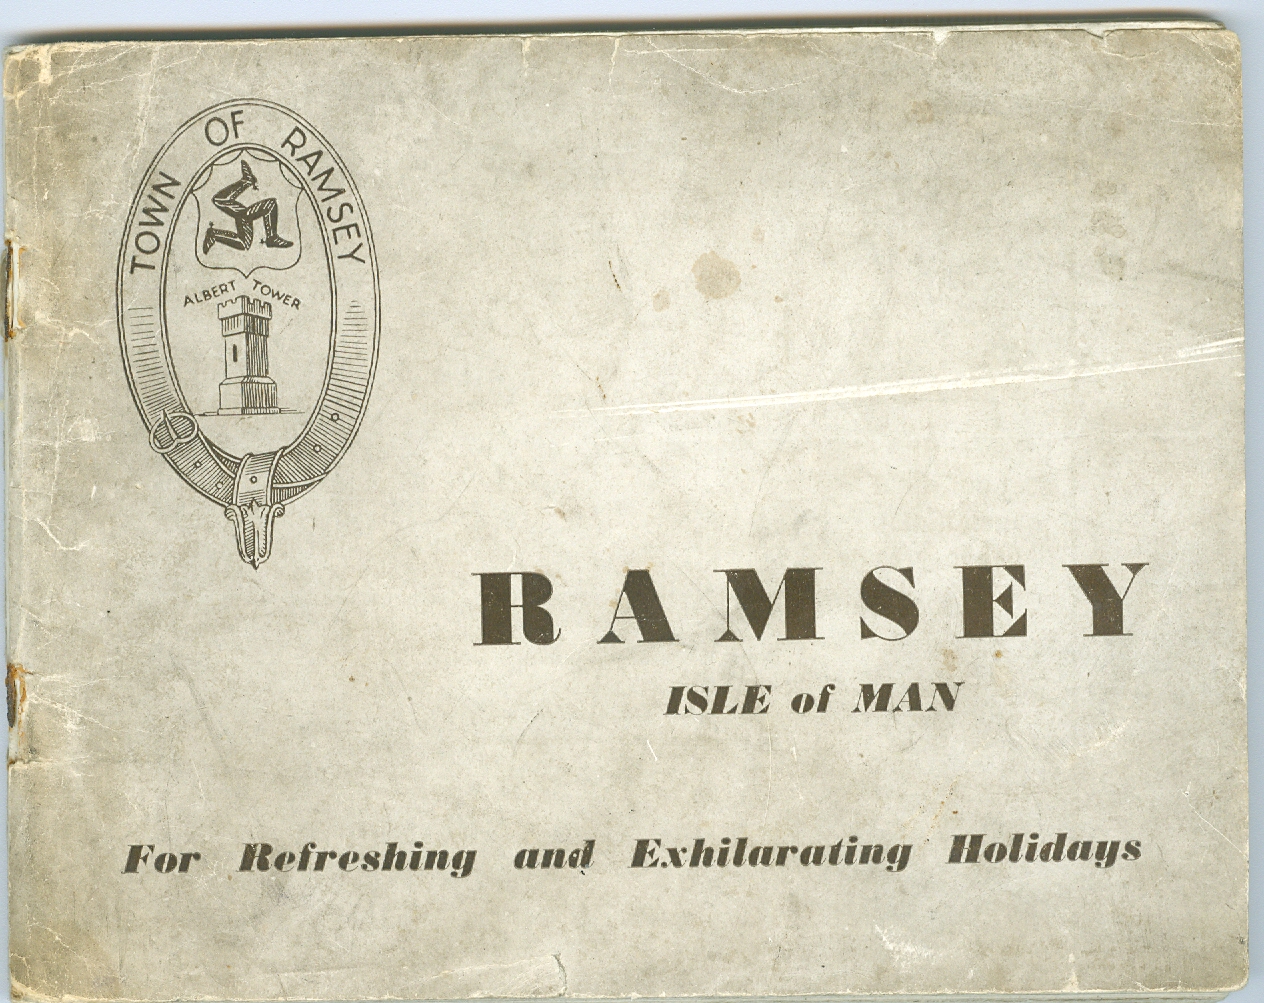 TOWN OF RAMSEY
ALBERT TOWER
RAMSEY
ISLE of MAN
For Refreshing and Exhilarating Holidays